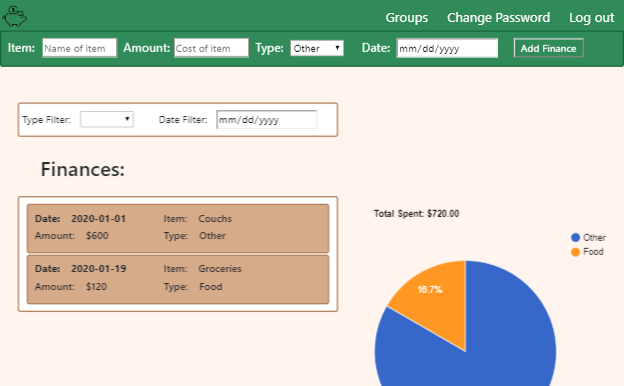 Groups Change Password Log out
Item: Name of item Amount: Cost of item Type: Other Date: mm/dd/yyyy Add Finance
Type Filter: Date Filter: mm/dd/yyyy
Finances:
Date: 2020-01-01 Item: Couchs
Amount: $600 Type: Other
Date: 2020-01-19 Item: Groceries
Amount: $120 Type: Food
Total Spent: $720.00
Other
Food
16.7%